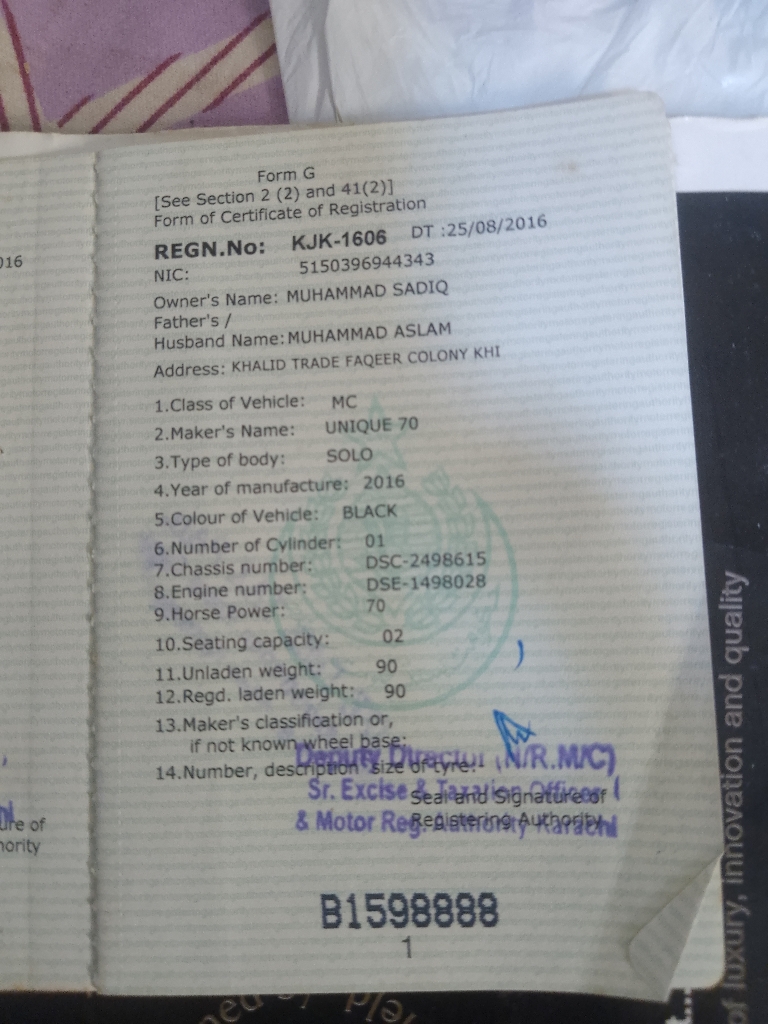 016
ure of
hority
Form G
[See Section 2 (2) and 41(2)]
Form of Certificate of Registration
REGN.No: KJK-1606 DT :25/08/2016
NIC: 5150396944343
Owner's Name: MUHAMMAD SADIQ
Father's /
Husband Name: MUHAMMAD ASLAM
Address: KHALID TRADE FAQEER COLONY KHI
1.Class of Vehicle: MC
2.Maker's Name: UNIQUE 70
3.Type of body: SOLO
4.Year of manufacture: 2016
5.Colour of Vehicle: BLACK
6.Number of Cylinder: 01
7.Chassis number: DSC-2498615
8.Engine number: DSE-1498028
9.Horse Power: 70
10.Seating capacity: 02
11.Unladen weight: 90
12.Regd. laden weight: 90
13.Maker's classification or,
if not known wheel base:
Deputy Director (N/R.M/C)
14.Number, description size of tyre:
Sr. Excise & Taxation Officer
Seal and Signature of
& Motor Reg. Authority Karachi
Registering Authority
B1598888
1
of luxury, innovation and quality